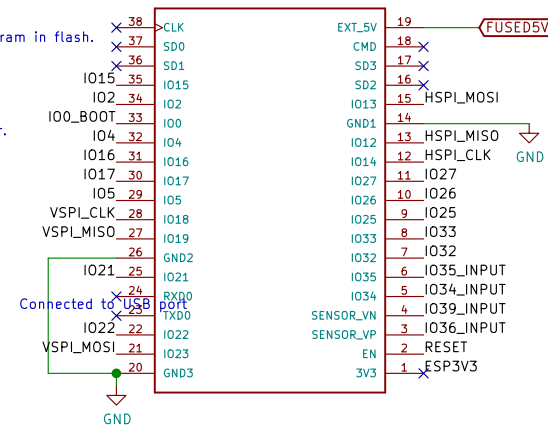 38 CLK EXT_5V 19 FUSED5V
ram in flash. 37 SD0 CMD 18
36 SD1 SD3 17
IO15 35 IO15 SD2 16
IO2 34 IO2 IO13 15 HSPI_MOSI
IO0_BOOT 33 IO0 GND1 14
r.
IO4 32 IO4 IO12 13 HSPI_MISO
IO16 31 IO16 IO14 12 HSPI_CLK
GND
IO17 30 IO17 IO27 11 IO27
IO5 29 IO5 IO26 10 IO26
VSPI_CLK 28 IO18 IO25 9 IO25
VSPI_MISO 27 IO19 IO33 8 IO33
26 GND2 IO32 7 IO32
IO21 25 IO21 IO35 6 IO35_INPUT
24 RXD0 IO34 5 IO34_INPUT
Connected to USB port
23 TXD0 SENSOR_VN 4 IO39_INPUT
IO22 22 IO22 SENSOR_VP 3 IO36_INPUT
VSPI_MOSI 21 IO23 EN 2 RESET
20 GND3 3V3 1 ESP3V3
GND